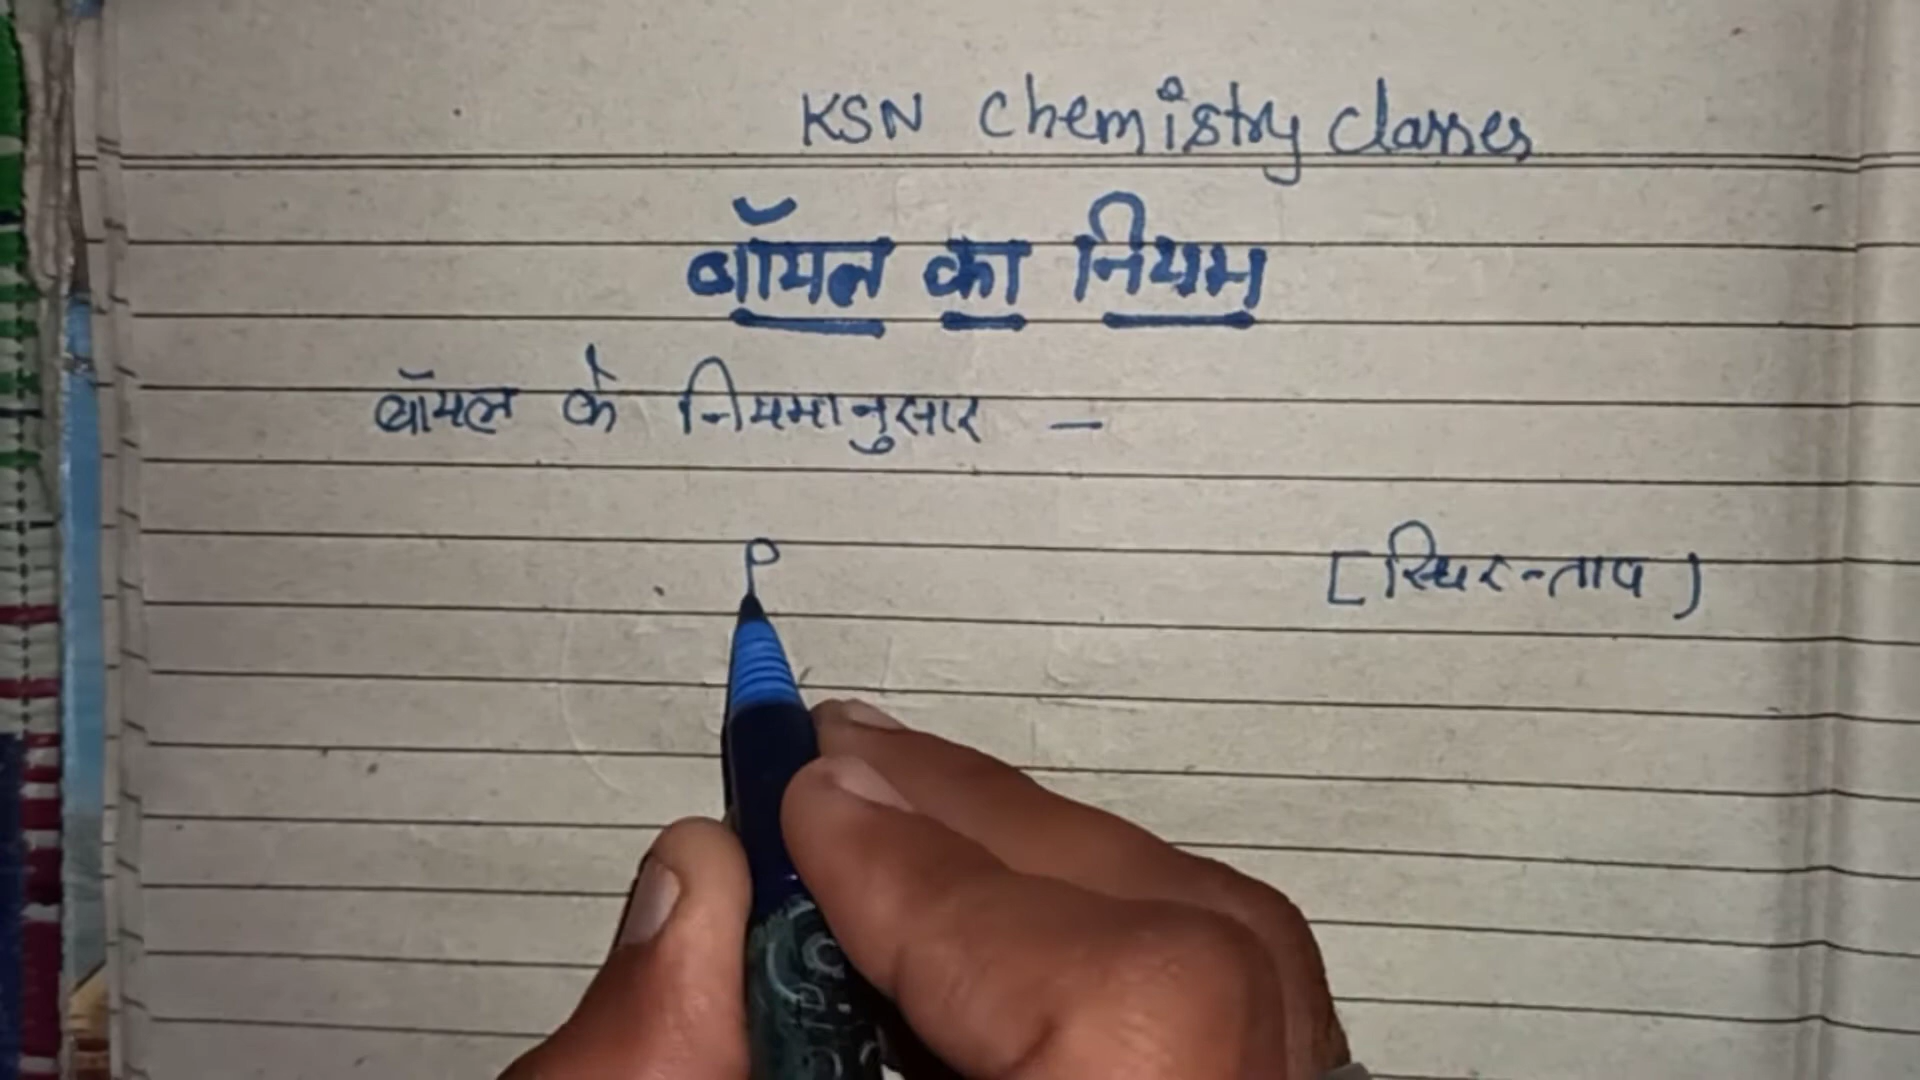 KSN Chemistry Classes
बॉयल का नियम
बॉयल के नियमानुसार —
P [स्थिर-ताप)